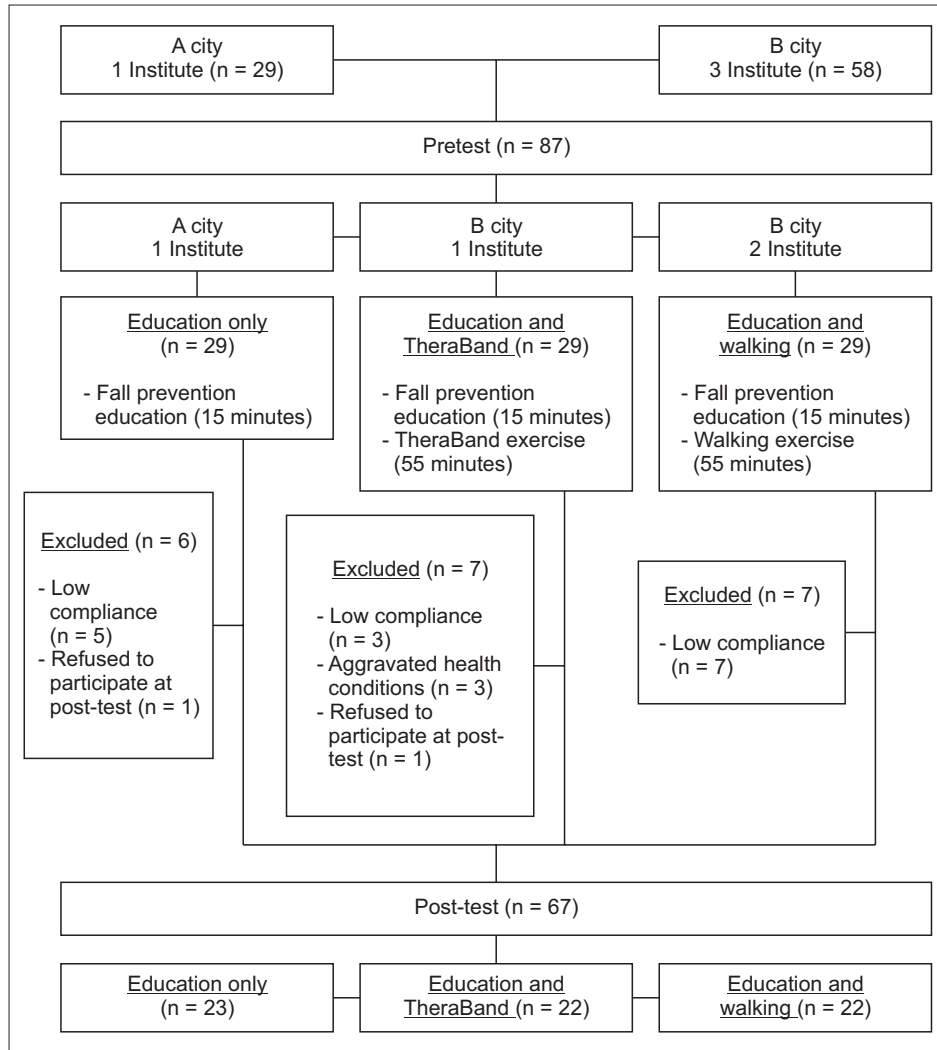 A city
1 Institute (n = 29)
B city
3 Institute (n = 58)
Pretest (n = 87)
A city
1 Institute
B city
1 Institute
B city
2 Institute
Education only
(n = 29)
- Fall prevention
education (15 minutes)
Education and
TheraBand (n = 29)
- Fall prevention
education (15 minutes)
- TheraBand exercise
(55 minutes)
Education and
walking (n = 29)
- Fall prevention
education (15 minutes)
- Walking exercise
(55 minutes)
Excluded (n = 6)
- Low
compliance
(n = 5)
- Refused to
participate at
post-test (n = 1)
Excluded (n = 7)
- Low compliance
(n = 3)
- Aggravated health
conditions (n = 3)
- Refused to
participate at post-
test (n = 1)
Excluded (n = 7)
- Low compliance
(n = 7)
Post-test (n = 67)
Education only
(n = 23)
Education and
TheraBand (n = 22)
Education and
walking (n = 22)